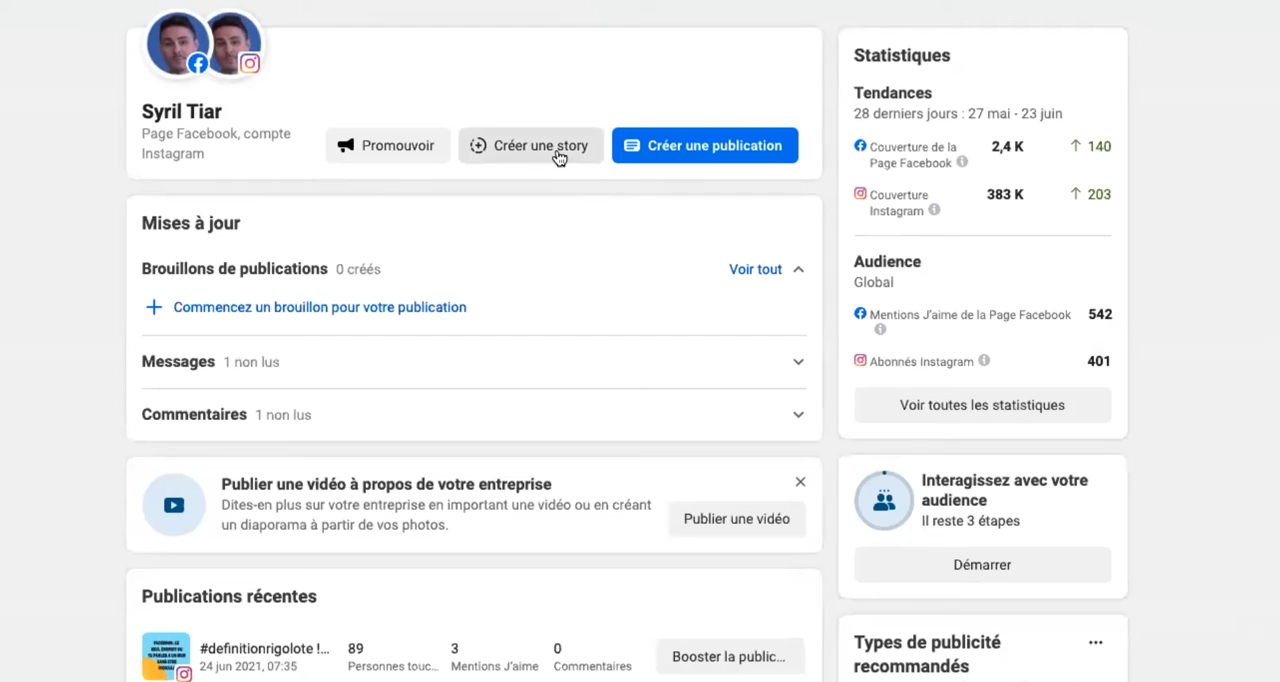 Syril Tiar
Page Facebook, compte
Instagram
Promouvoir
Créer une story
Créer une publication
Mises à jour
Brouillons de publications 0 créés
Voir tout
Commencez un brouillon pour votre publication
Messages 1 non lus
Commentaires 1 non lus
Publier une vidéo à propos de votre entreprise
Dites-en plus sur votre entreprise en important une vidéo ou en créant
un diaporama à partir de vos photos.
Publier une vidéo
Publications récentes
#definitionrigolote !...
24 jun 2021, 07:35
89
Personnes touc...
3
Mentions J'aime
0
Commentaires
Booster la public...
Statistiques
Tendances
28 derniers jours : 27 mai - 23 juin
Couverture de la
Page Facebook
2,4 K
↑ 140
Couverture
Instagram
383 K
↑ 203
Audience
Global
Mentions J'aime de la Page Facebook
542
Abonnés Instagram
401
Voir toutes les statistiques
Interagissez avec votre
audience
Il reste 3 étapes
Démarrer
Types de publicité
recommandés